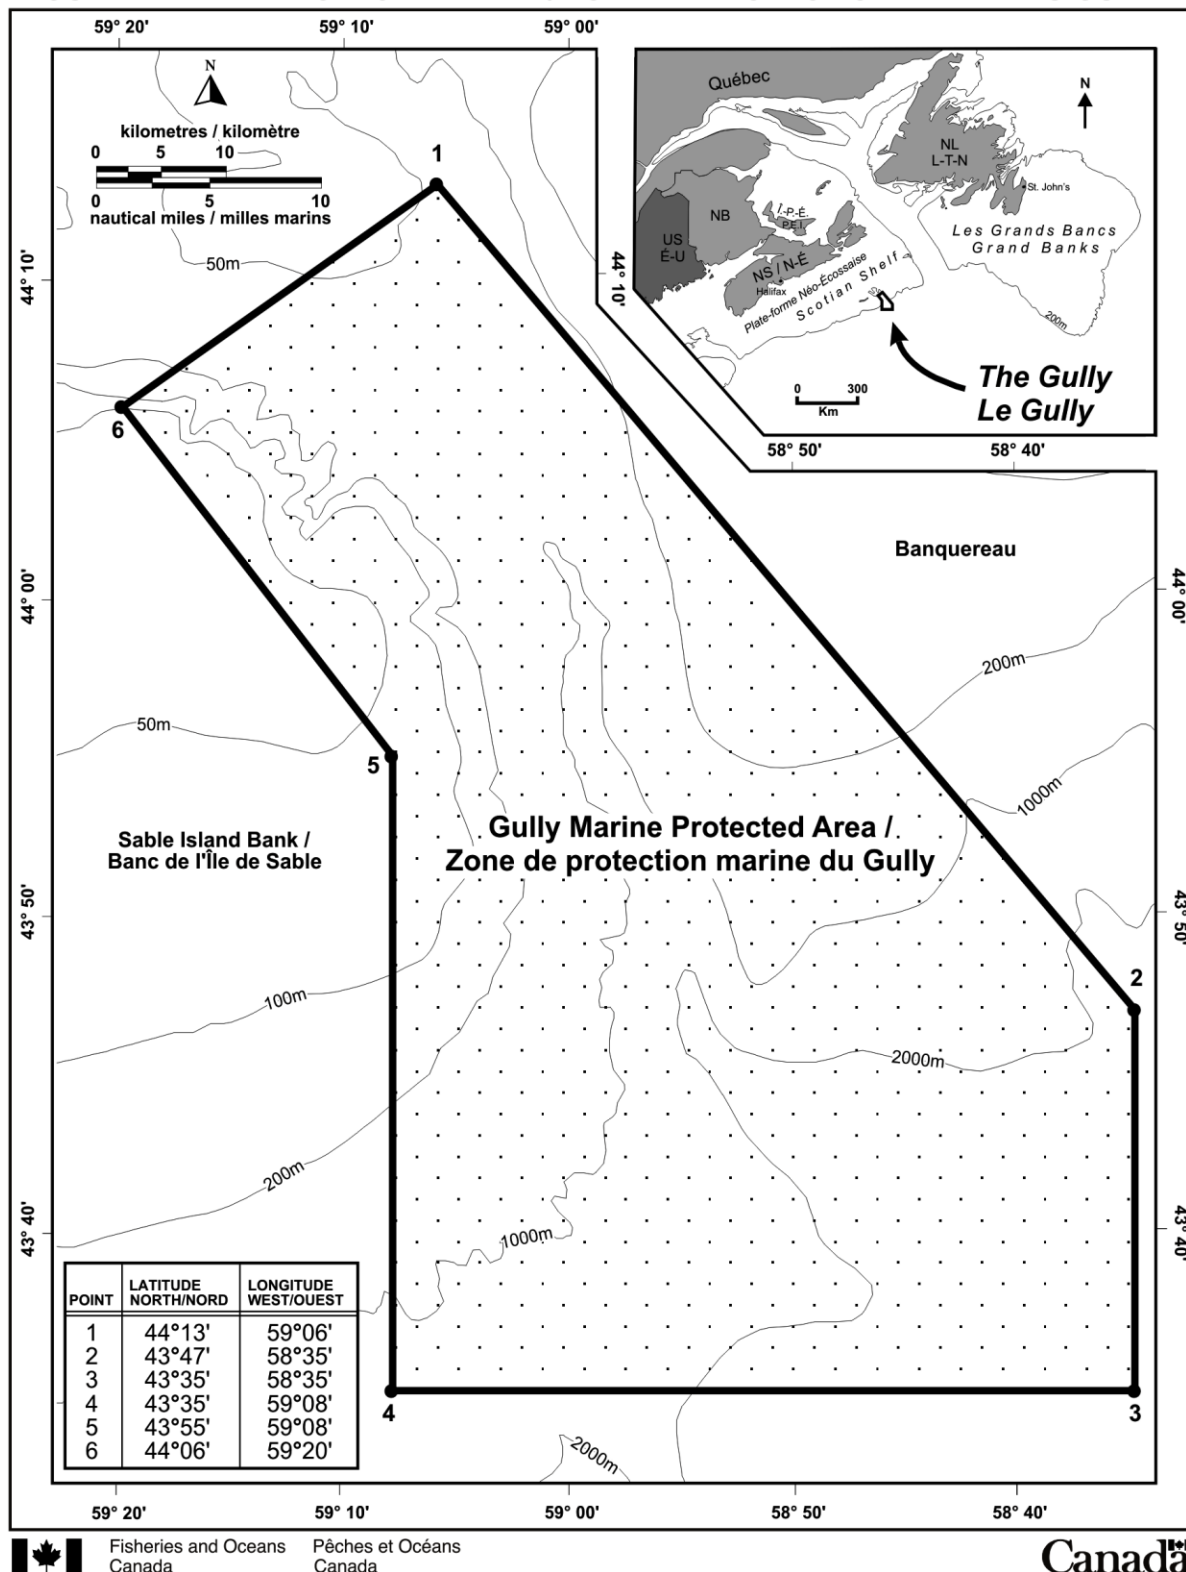 59° 20'
59° 10'
59° 00'
N
kilometres / kilomètre
0 5 10
0 5 10
nautical miles / milles marins
50m
44° 10'
44° 10'
Québec
N
NL
L-T-N
St. John's
NB
Î.-P.-É.
P.E.I.
US
É-U
NS / N-É
Halifax
Les Grands Bancs
Grand Banks
Plate-forme Néo-Écossaise
Scotian Shelf
200m
0 300
Km
The Gully
Le Gully
58° 50'
58° 40'
1
6
Banquereau
44° 00'
44° 00'
200m
50m
5
1000m
Sable Island Bank /
Banc de l'Île de Sable
Gully Marine Protected Area /
Zone de protection marine du Gully
43° 50'
43° 50'
2
100m
2000m
200m
43° 40'
43° 40'
1000m
POINT LATITUDE NORTH/NORD LONGITUDE WEST/OUEST
1 44°13' 59°06'
2 43°47' 58°35'
3 43°35' 58°35'
4 43°35' 59°08'
5 43°55' 59°08'
6 44°06' 59°20'
4
3
2000m
59° 20'
59° 10'
59° 00'
58° 50'
58° 40'
Fisheries and Oceans
Canada
Pêches et Océans
Canada
Canada